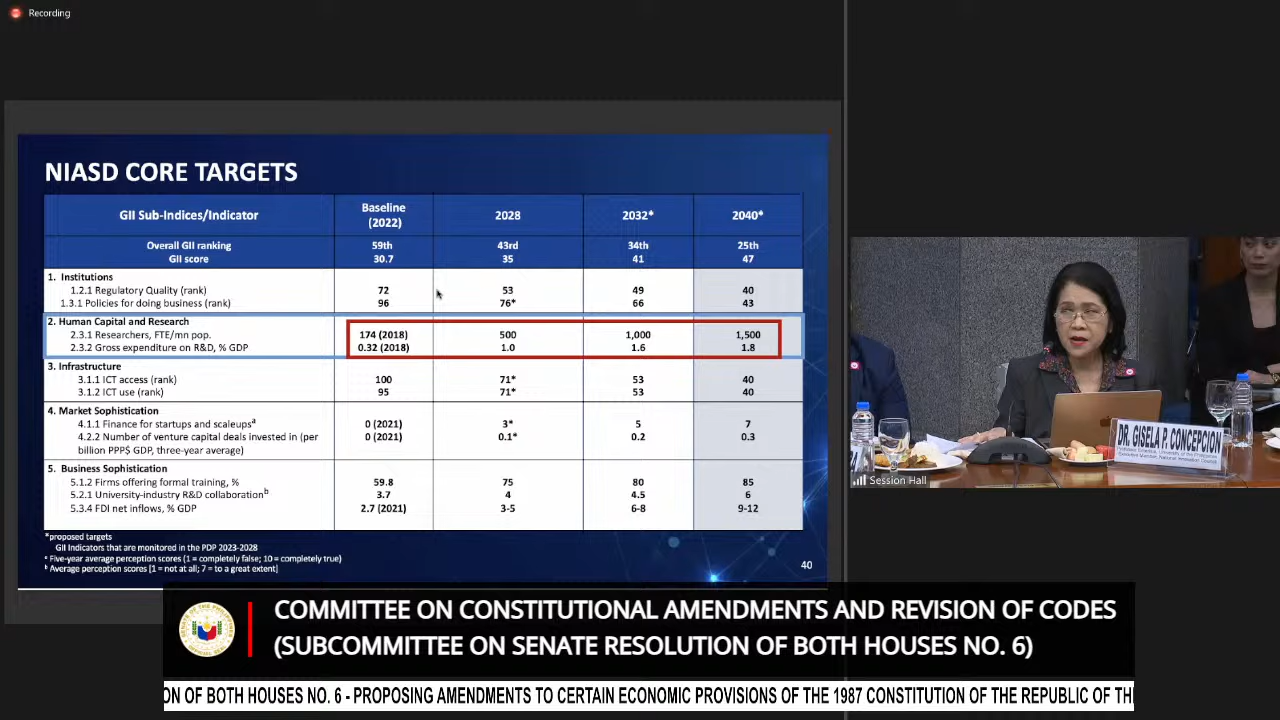 Recording
NIASD CORE TARGETS
GII Sub-Indices/Indicator Baseline (2022) 2028 2032* 2040*
Overall GII ranking 59th 43rd 34th 25th
GII score 30.7 35 41 47
1. Institutions
1.2.1 Regulatory Quality (rank) 72 53 49 40
1.3.1 Policies for doing business (rank) 96 76* 66 43
2. Human Capital and Research
2.3.1 Researchers, FTE/mn pop. 174 (2018) 500 1,000 1,500
2.3.2 Gross expenditure on R&D, % GDP 0.32 (2018) 1.0 1.6 1.8
3. Infrastructure
3.1.1 ICT access (rank) 100 71* 53 40
3.1.2 ICT use (rank) 95 71* 53 40
4. Market Sophistication
4.1.1 Finance for startups and scaleupsᵃ 0 (2021) 3* 5 7
4.2.2 Number of venture capital deals invested in (per 0 (2021) 0.1* 0.2 0.3
billion PPP$ GDP, three-year average)
5. Business Sophistication
5.1.2 Firms offering formal training, % 59.8 75 80 85
5.2.1 University-industry R&D collaborationᵇ 3.7 4 4.5 6
5.3.4 FDI net inflows, % GDP 2.7 (2021) 3-5 6-8 9-12
*proposed targets
GII Indicators that are monitored in the PDP 2023-2028
ᵃ Five-year average perception scores (1 = completely false; 10 = completely true)
ᵇ Average perception scores [1 = not at all; 7 = to a great extent]
40
DR. GISELA P. CONCEPCION
Session Hall
COMMITTEE ON CONSTITUTIONAL AMENDMENTS AND REVISION OF CODES
(SUBCOMMITTEE ON SENATE RESOLUTION OF BOTH HOUSES NO. 6)
ON OF BOTH HOUSES NO. 6 - PROPOSING AMENDMENTS TO CERTAIN ECONOMIC PROVISIONS OF THE 1987 CONSTITUTION OF THE REPUBLIC OF TH